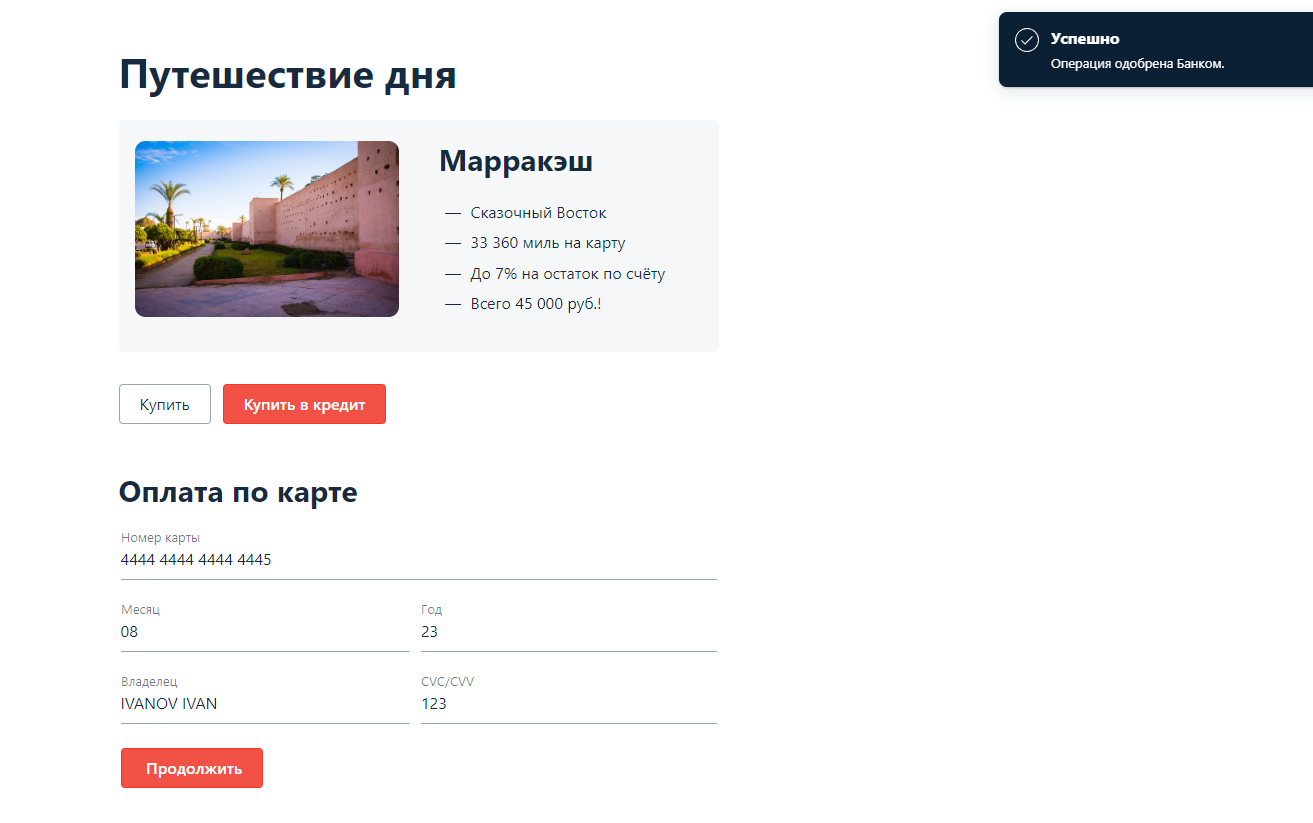 Успешно
Операция одобрена Банком.
Путешествие дня
Марракэш
— Сказочный Восток
— 33 360 миль на карту
— До 7% на остаток по счёту
— Всего 45 000 руб.!
Купить
Купить в кредит
Оплата по карте
Номер карты
4444 4444 4444 4445
Месяц
08
Год
23
Владелец
IVANOV IVAN
CVC/CVV
123
Продолжить